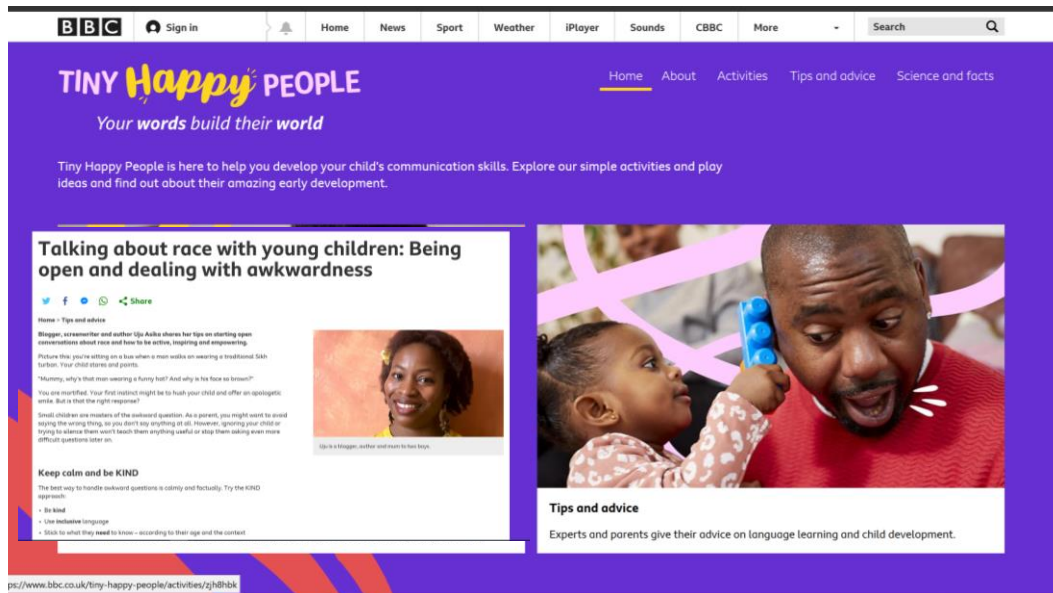 BBC Sign in Home News Sport Weather iPlayer Sounds CBBC More Search
TINY Happy PEOPLE
Home About Activities Tips and advice Science and facts
Your words build their world
Tiny Happy People is here to help you develop your child's communication skills. Explore our simple activities and play
ideas and find out about their amazing early development.
Talking about race with young children: Being
open and dealing with awkwardness
Share
Home > Tips and advice
Blogger, screenwriter and author Uju Asika shares her tips on starting open
conversations about race and how to be active, inspiring and empowering.
Picture this: you're sitting on a bus when a man walks on wearing a traditional Sikh
turban. Your child stares and points.
"Mummy, why's that man wearing a funny hat? And why is his face so brown?"
You are mortified. Your first instinct might be to hush your child and offer an apologetic
smile. But is that the right response?
Small children are masters of the awkward question. As a parent, you might want to avoid
saying the wrong thing, so you don't say anything at all. However, ignoring your child or
trying to silence them won't teach them anything useful or stop them asking even more
difficult questions later on.
Uju is a blogger, author and mum to two boys.
Keep calm and be KIND
The best way to handle awkward questions is calmly and factually. Try the KIND
approach:
• Be kind
• Use inclusive language
• Stick to what they need to know – according to their age and the context
Tips and advice
Experts and parents give their advice on language learning and child development.
ps://www.bbc.co.uk/tiny-happy-people/activities/zjh8hbk